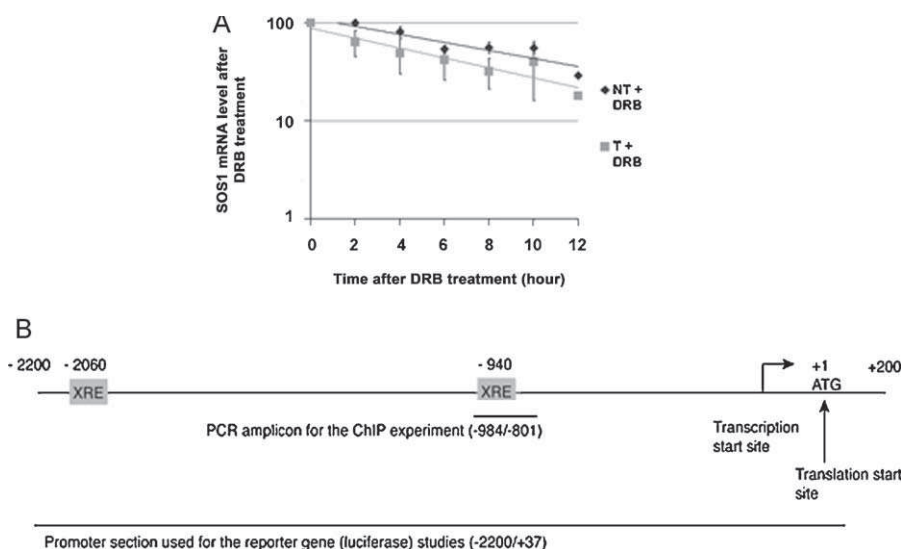 A
SOS1 mRNA level after
DRB treatment
100
10
1
0 2 4 6 8 10 12
Time after DRB treatment (hour)
NT +
DRB
T +
DRB
B
- 2200 - 2060 - 940 +1 +200
ATG
XRE XRE
PCR amplicon for the ChIP experiment (-984/-801)
Transcription
start site
Translation start
site
Promoter section used for the reporter gene (luciferase) studies (-2200/+37)